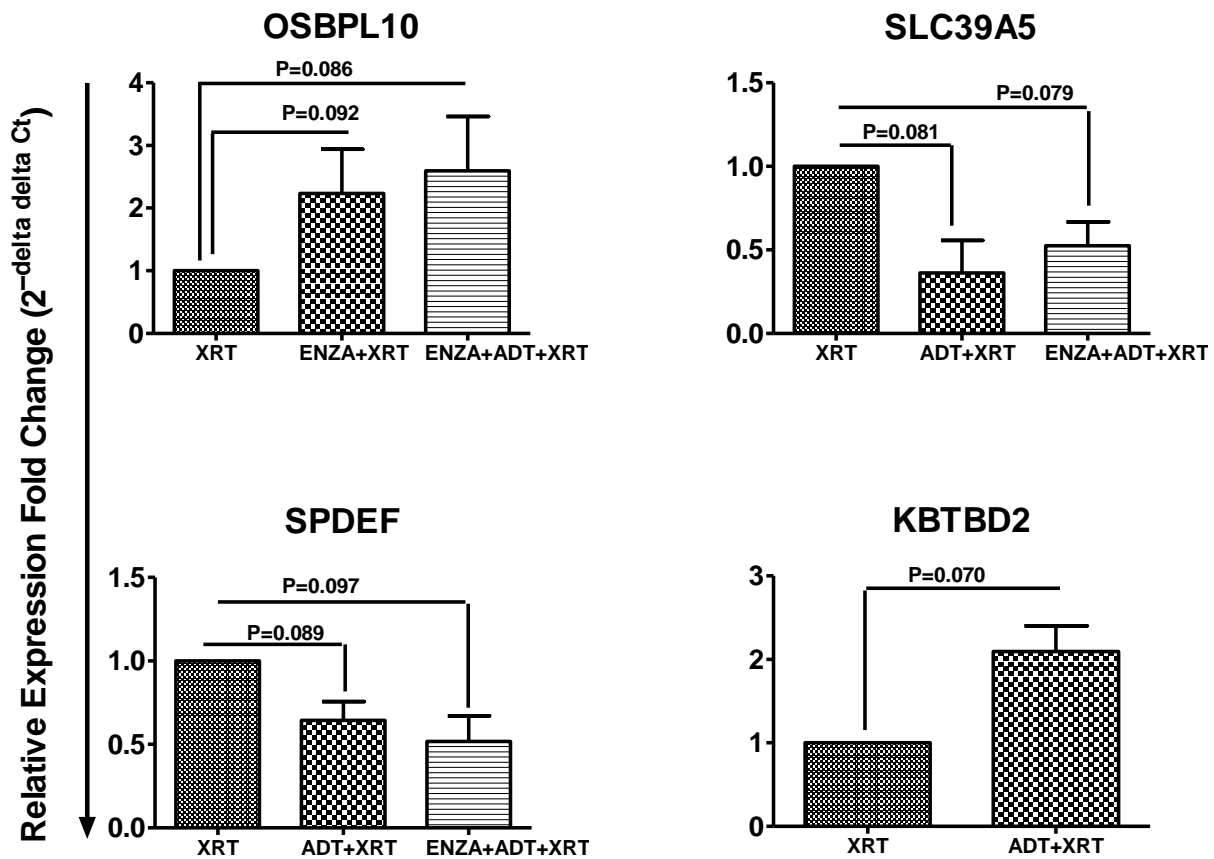 Relative Expression Fold Change (2^−delta delta Ct)
OSBPL10
P=0.086
P=0.092
4
3
2
1
0
XRT ENZA+XRT ENZA+ADT+XRT
SLC39A5
P=0.079
P=0.081
1.5
1.0
0.5
0.0
XRT ADT+XRT ENZA+ADT+XRT
SPDEF
P=0.097
P=0.089
1.5
1.0
0.5
0.0
XRT ADT+XRT ENZA+ADT+XRT
KBTBD2
P=0.070
3
2
1
0
XRT ADT+XRT